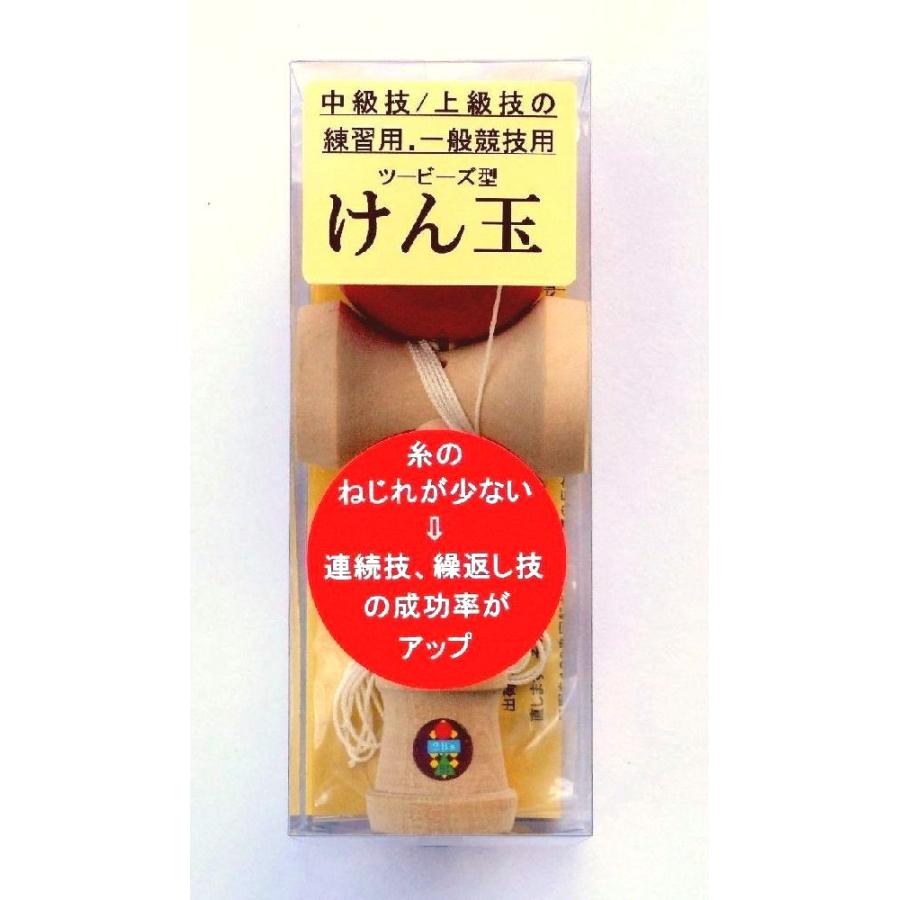 中級技/上級技の
練習用.一般競技用
ツービーズ型
けん玉
糸の
ねじれが少ない
⇩
連続技、繰返し技
の成功率が
アップ
2Bs